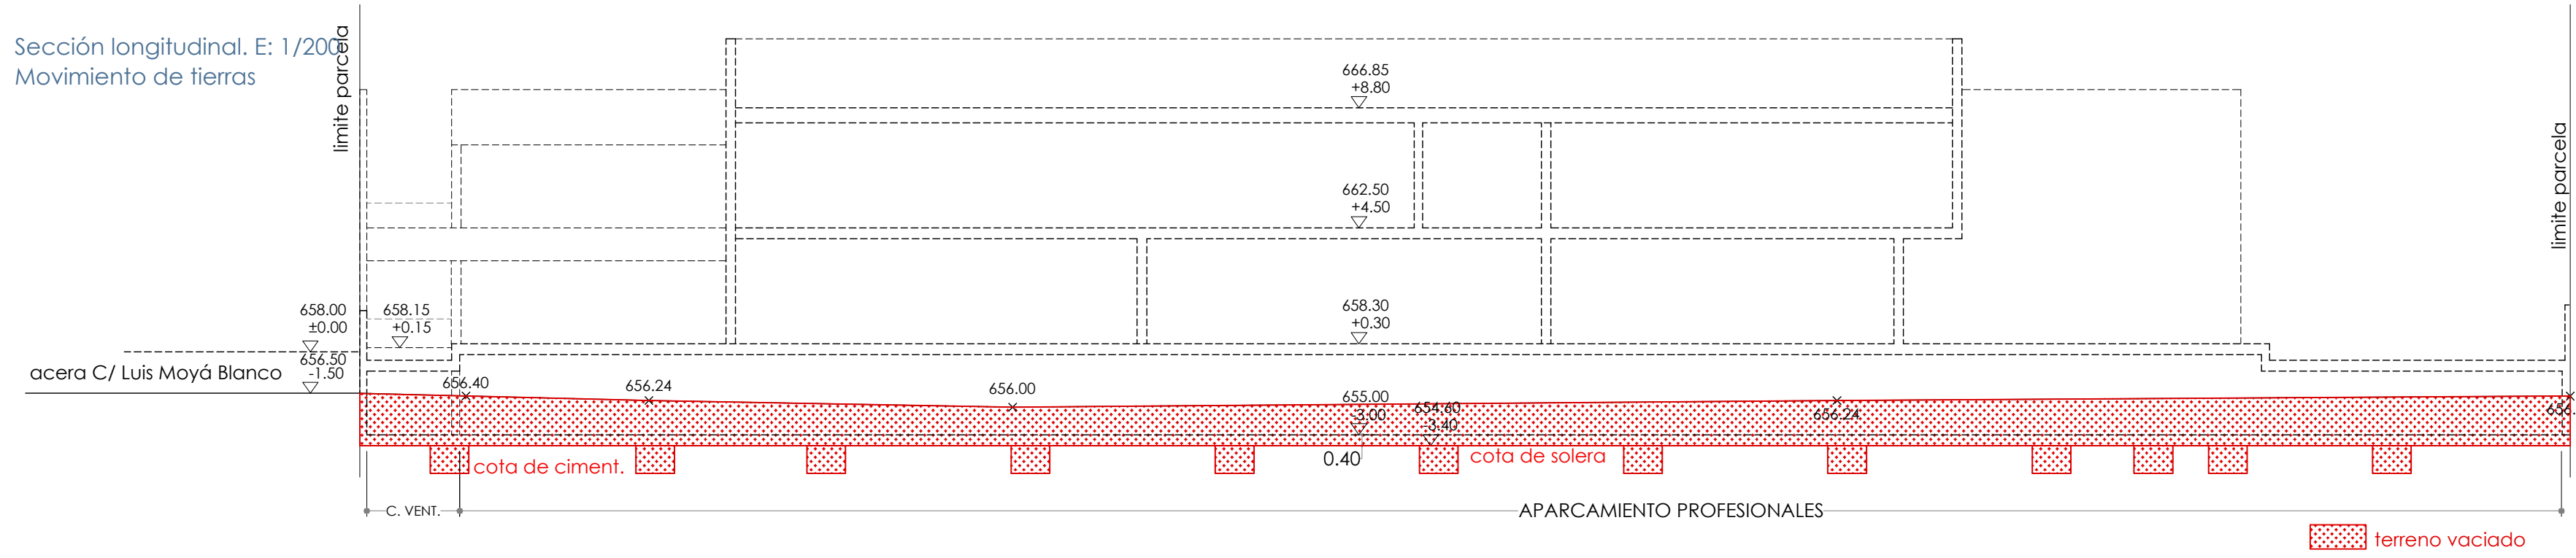 Sección longitudinal. E: 1/200
Movimiento de tierras
limite parcela
limite parcela
666.85
+8.80
662.50
+4.50
658.30
+0.30
658.00
±0.00
658.15
+0.15
656.50
-1.50
acera C/ Luis Moyá Blanco
656.40
656.24
656.00
655.00
-3.00
654.60
-3.40
656.24
cota de ciment.
0.40
cota de solera
C. VENT.
APARCAMIENTO PROFESIONALES
terreno vaciado